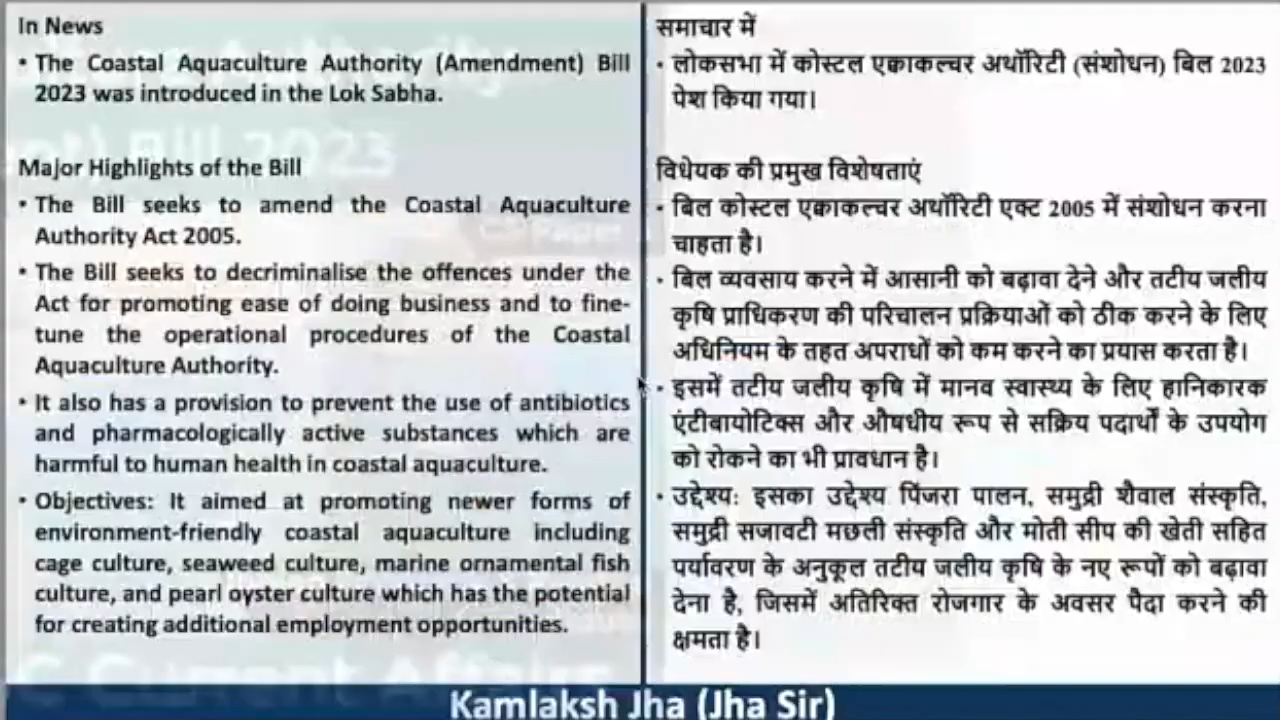 In News
• The Coastal Aquaculture Authority (Amendment) Bill
2023 was introduced in the Lok Sabha.
Major Highlights of the Bill
• The Bill seeks to amend the Coastal Aquaculture
Authority Act 2005.
• The Bill seeks to decriminalise the offences under the
Act for promoting ease of doing business and to fine-
tune the operational procedures of the Coastal
Aquaculture Authority.
• It also has a provision to prevent the use of antibiotics
and pharmacologically active substances which are
harmful to human health in coastal aquaculture.
• Objectives: It aimed at promoting newer forms of
environment-friendly coastal aquaculture including
cage culture, seaweed culture, marine ornamental fish
culture, and pearl oyster culture which has the potential
for creating additional employment opportunities.
समाचार में
• लोकसभा में कोस्टल एक्वाकल्चर अथॉरिटी (संशोधन) बिल 2023
पेश किया गया।
विधेयक की प्रमुख विशेषताएं
• बिल कोस्टल एक्वाकल्चर अथॉरिटी एक्ट 2005 में संशोधन करना
चाहता है।
• बिल व्यवसाय करने में आसानी को बढ़ावा देने और तटीय जलीय
कृषि प्राधिकरण की परिचालन प्रक्रियाओं को ठीक करने के लिए
अधिनियम के तहत अपराधों को कम करने का प्रयास करता है।
• इसमें तटीय जलीय कृषि में मानव स्वास्थ्य के लिए हानिकारक
एंटीबायोटिक्स और औषधीय रूप से सक्रिय पदार्थों के उपयोग
को रोकने का भी प्रावधान है।
• उद्देश्य: इसका उद्देश्य पिंजरा पालन, समुद्री शैवाल संस्कृति,
समुद्री सजावटी मछली संस्कृति और मोती सीप की खेती सहित
पर्यावरण के अनुकूल तटीय जलीय कृषि के नए रूपों को बढ़ावा
देना है, जिसमें अतिरिक्त रोजगार के अवसर पैदा करने की
क्षमता है।
Kamlaksh Jha (Jha Sir)